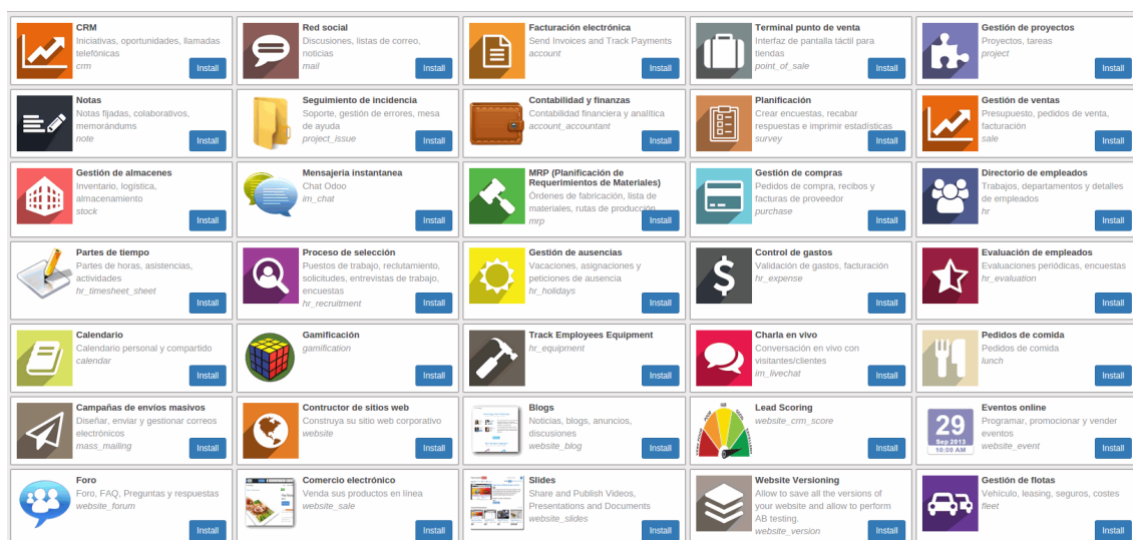 CRM
Iniciativas, oportunidades, llamadas
telefónicas
crm
Install
Red social
Discusiones, listas de correo,
noticias
mail
Install
Facturación electrónica
Send Invoices and Track Payments
account
Install
Terminal punto de venta
Interfaz de pantalla táctil para
tiendas
point_of_sale
Install
Gestión de proyectos
Proyectos, tareas
project
Install
Notas
Notas fijadas, colaborativos,
memorándums
note
Install
Seguimiento de incidencia
Soporte, gestión de errores, mesa
de ayuda
project_issue
Install
Contabilidad y finanzas
Contabilidad financiera y analítica
account_accountant
Install
Planificación
Crear encuestas, recabar
respuestas e imprimir estadísticas
survey
Install
Gestión de ventas
Presupuesto, pedidos de venta,
facturación
sale
Install
Gestión de almacenes
Inventario, logística,
almacenamiento
stock
Install
Mensajería instantanea
Chat Odoo
im_chat
Install
MRP (Planificación de
Requerimientos de Materiales)
Órdenes de fabricación, lista de
materiales, rutas de producción
mrp
Install
Gestión de compras
Pedidos de compra, recibos y
facturas de proveedor
purchase
Install
Directorio de empleados
Trabajos, departamentos y detalles
de empleados
hr
Install
Partes de tiempo
Partes de horas, asistencias,
actividades
hr_timesheet_sheet
Install
Proceso de selección
Puestos de trabajo, reclutamiento,
solicitudes, entrevistas de trabajo,
encuestas
hr_recruitment
Install
Gestión de ausencias
Vacaciones, asignaciones y
peticiones de ausencia
hr_holidays
Install
Control de gastos
Validación de gastos, facturación
hr_expense
Install
Evaluación de empleados
Evaluaciones periódicas, encuestas
hr_evaluation
Install
Calendario
Calendario personal y compartido
calendar
Install
Gamificación
gamification
Install
Track Employees Equipment
hr_equipment
Install
Charla en vivo
Conversación en vivo con
visitantes/clientes
im_livechat
Install
Pedidos de comida
Pedidos de comida
lunch
Install
Campañas de envíos masivos
Diseñar, enviar y gestionar correos
electrónicos
mass_mailing
Install
Contructor de sitios web
Construya su sitio web corporativo
website
Install
Blogs
Noticias, blogs, anuncios,
discusiones
website_blog
Install
Lead Scoring
website_crm_score
Install
29
Sep 2013
10:00 AM
Eventos online
Programar, promocionar y vender
eventos
website_event
Install
Foro
Foro, FAQ, Preguntas y respuestas
website_forum
Install
Comercio electrónico
Venda sus productos en línea
website_sale
Install
Slides
Share and Publish Videos,
Presentations and Documents
website_slides
Install
Website Versioning
Allow to save all the versions of
your website and allow to perform
AB testing.
website_version
Install
Gestión de flotas
Vehículo, leasing, seguros, costes
fleet
Install